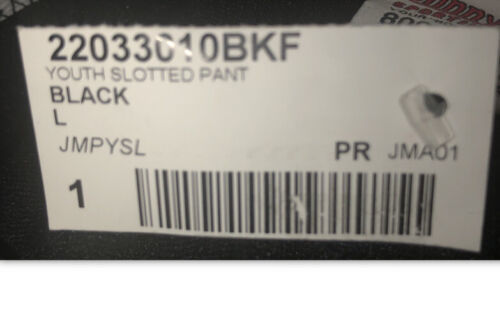 22033010BKF
YOUTH SLOTTED PANT
BLACK
L
JMPYSL
PR JMA01
1